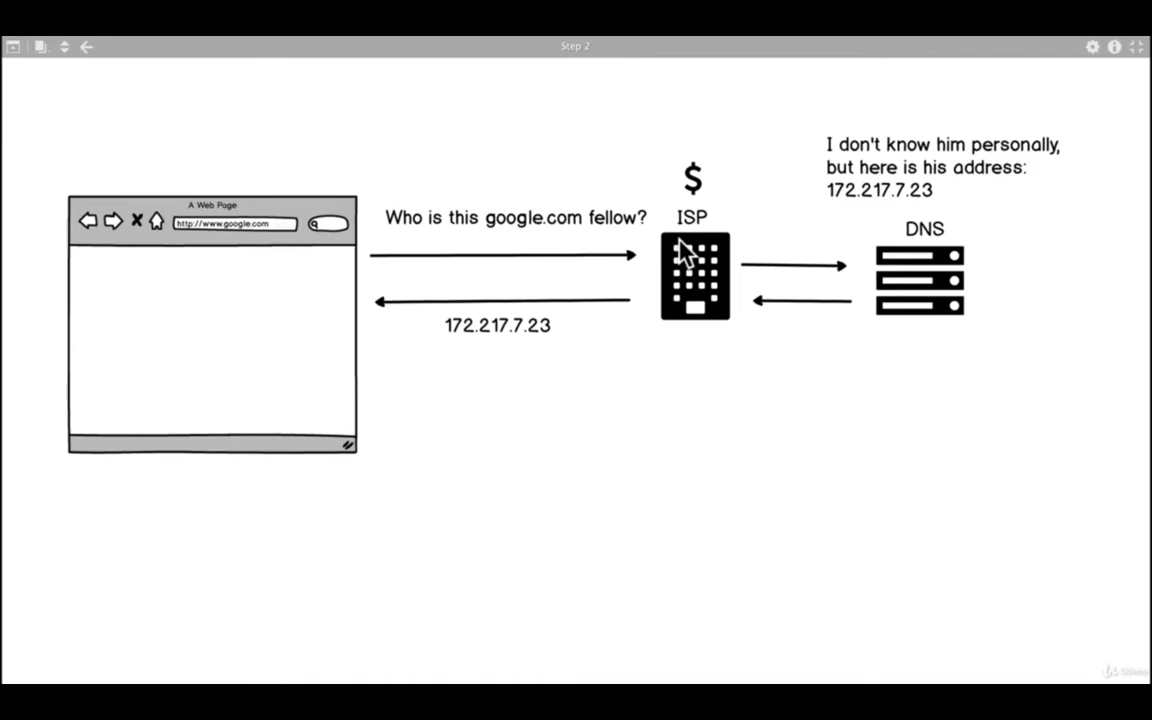 Step 2
I don't know him personally,
but here is his address:
172.217.7.23
$
A Web Page
http://www.google.com
Who is this google.com fellow?
ISP
DNS
172.217.7.23
Udemy